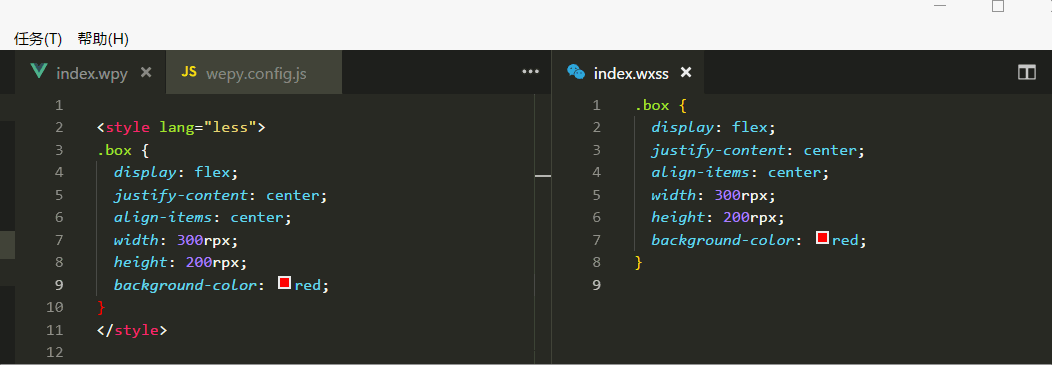 任务(T) 帮助(H)
index.wpy × JS wepy.config.js ···
1
2 <style lang="less">
3 .box {
4 display: flex;
5 justify-content: center;
6 align-items: center;
7 width: 300rpx;
8 height: 200rpx;
9 background-color: red;
10 }
11 </style>
12
index.wxss ×
1 .box {
2 display: flex;
3 justify-content: center;
4 align-items: center;
5 width: 300rpx;
6 height: 200rpx;
7 background-color: red;
8 }
9